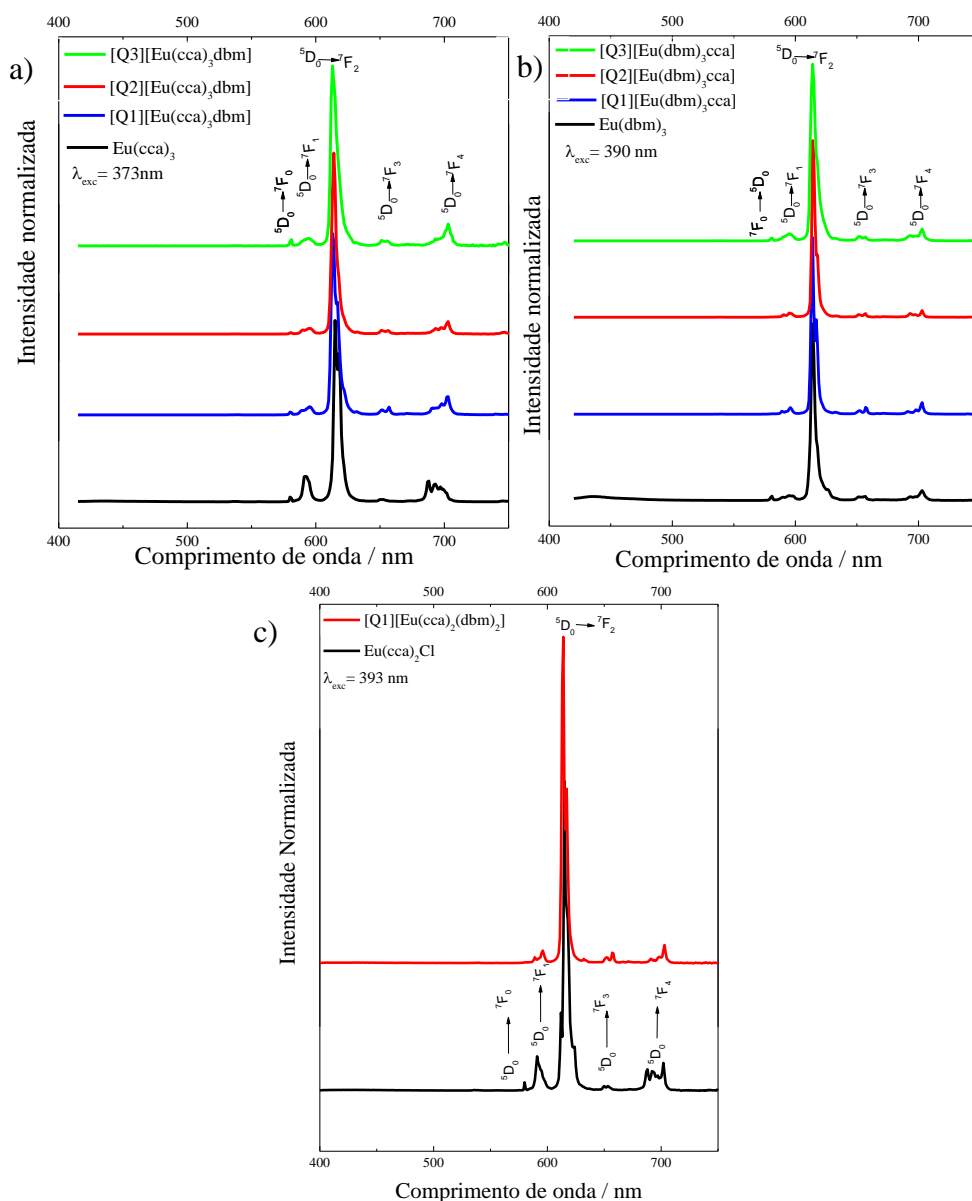 400 500 600 700
a)
[Q3][Eu(cca)₃dbm]
[Q2][Eu(cca)₃dbm]
[Q1][Eu(cca)₃dbm]
Eu(cca)₃
λexc= 373nm
⁵D₀→⁷F₂
⁵D₀→⁷F₀
⁵D₀→⁷F₁
⁵D₀→⁷F₃
⁵D₀→⁷F₄
Intensidade normalizada
400 500 600 700
Comprimento de onda / nm
400 500 600 700
b)
[Q3][Eu(dbm)₃cca]
[Q2][Eu(dbm)₃cca]
[Q1][Eu(dbm)₃cca]
Eu(dbm)₃
λexc= 390 nm
⁵D₀→⁷F₂
⁷F₀→⁵D₀
⁵D₀→⁷F₁
⁵D₀→⁷F₃
⁵D₀→⁷F₄
Intensidade normalizada
400 500 600 700
Comprimento de onda / nm
400 500 600 700
c)
[Q1][Eu(cca)₂(dbm)₂]
Eu(cca)₂Cl
λexc= 393 nm
⁵D₀→⁷F₂
⁵D₀→⁷F₀
⁵D₀→⁷F₁
⁵D₀→⁷F₃
⁵D₀→⁷F₄
Intensidade Normalizada
400 500 600 700
Comprimento de onda / nm